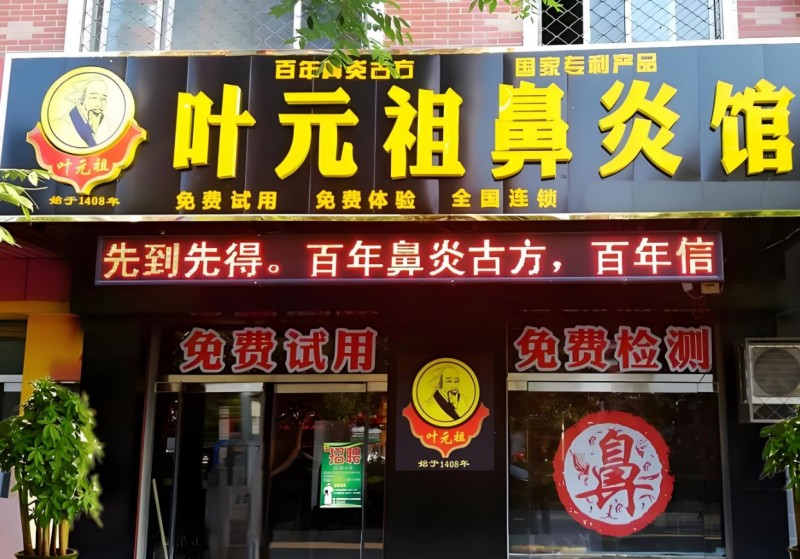 百年鼻炎古方 国家专利产品
叶元祖鼻炎馆
叶元祖
始于1408年
免费试用 免费体验 全国连锁
先到先得。百年鼻炎古方，百年信
免费试用 免费检测
叶元祖
始于1408年
招聘
鼻